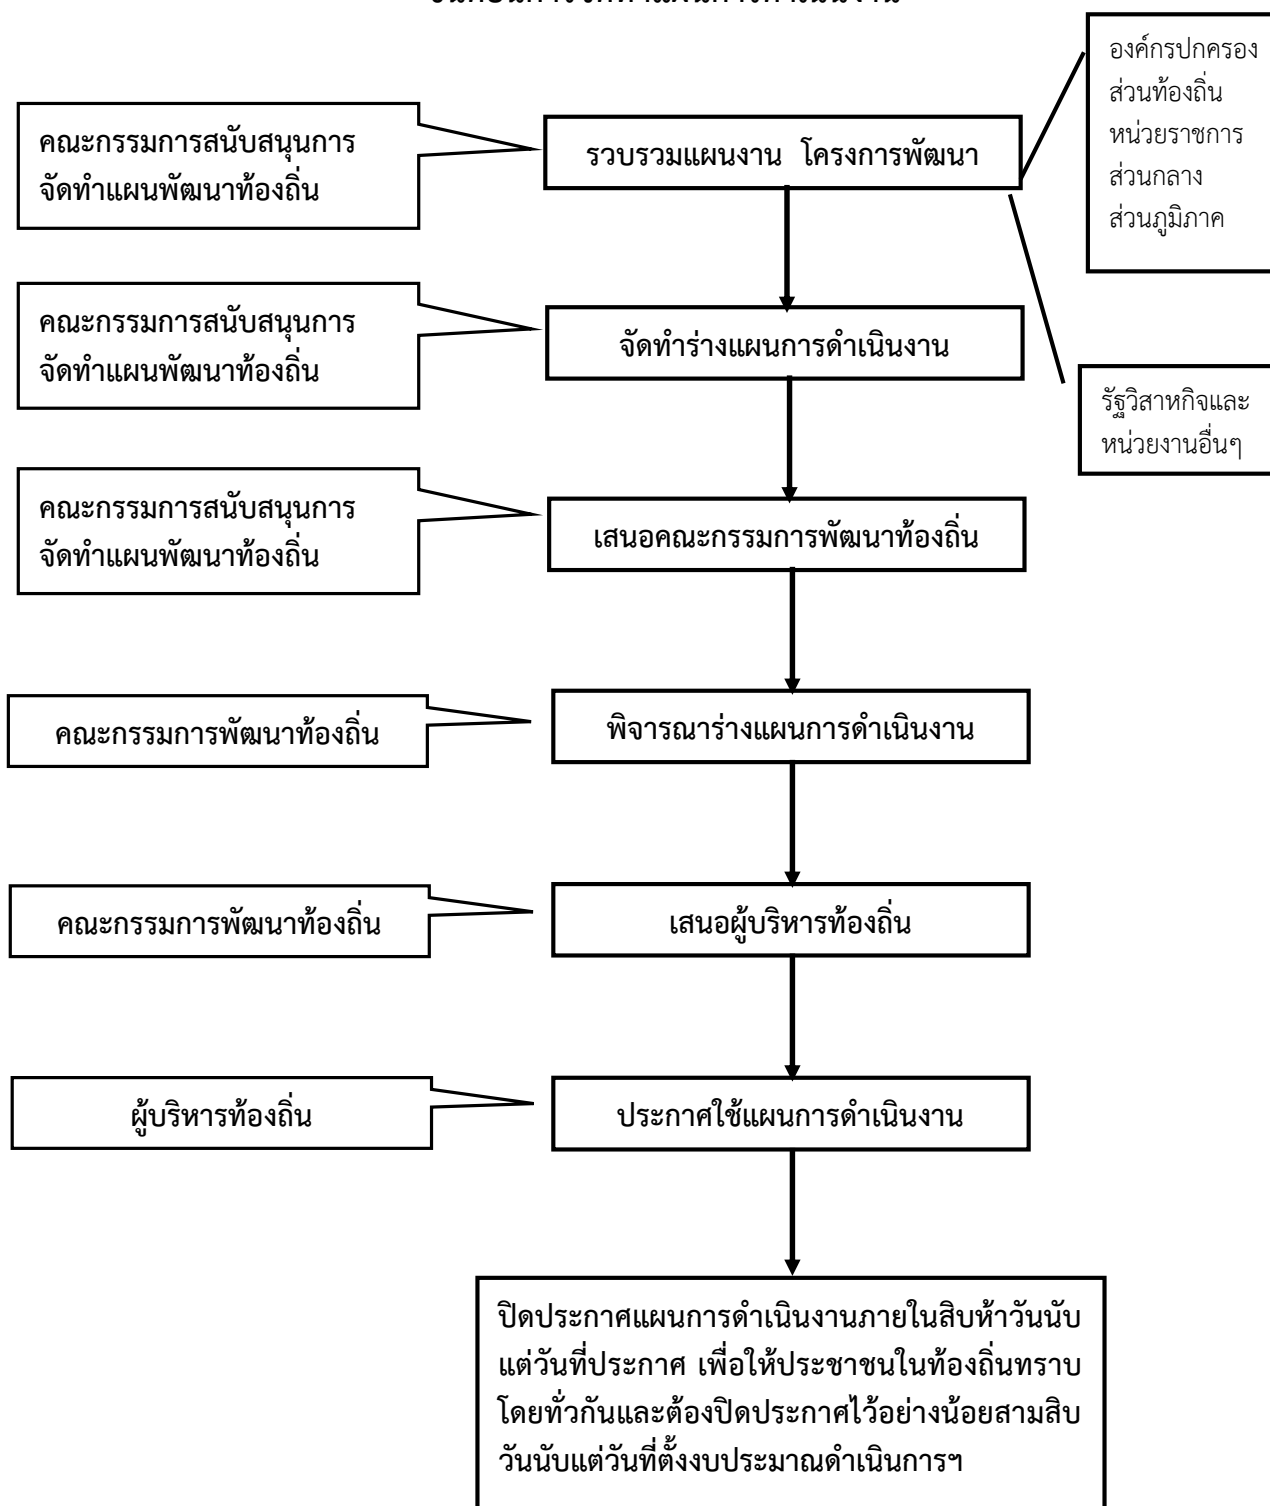 องค์กรปกครอง
ส่วนท้องถิ่น
หน่วยราชการ
ส่วนกลาง
ส่วนภูมิภาค
คณะกรรมการสนับสนุนการ
จัดทำแผนพัฒนาท้องถิ่น
รวบรวมแผนงาน โครงการพัฒนา
คณะกรรมการสนับสนุนการ
จัดทำแผนพัฒนาท้องถิ่น
จัดทำร่างแผนการดำเนินงาน
รัฐวิสาหกิจและ
หน่วยงานอื่นๆ
คณะกรรมการสนับสนุนการ
จัดทำแผนพัฒนาท้องถิ่น
เสนอคณะกรรมการพัฒนาท้องถิ่น
คณะกรรมการพัฒนาท้องถิ่น
พิจารณาร่างแผนการดำเนินงาน
คณะกรรมการพัฒนาท้องถิ่น
เสนอผู้บริหารท้องถิ่น
ผู้บริหารท้องถิ่น
ประกาศใช้แผนการดำเนินงาน
ปิดประกาศแผนการดำเนินงานภายในสิบห้าวันนับ
แต่วันที่ประกาศ เพื่อให้ประชาชนในท้องถิ่นทราบ
โดยทั่วกันและต้องปิดประกาศไว้อย่างน้อยสามสิบ
วันนับแต่วันที่ตั้งงบประมาณดำเนินการฯ